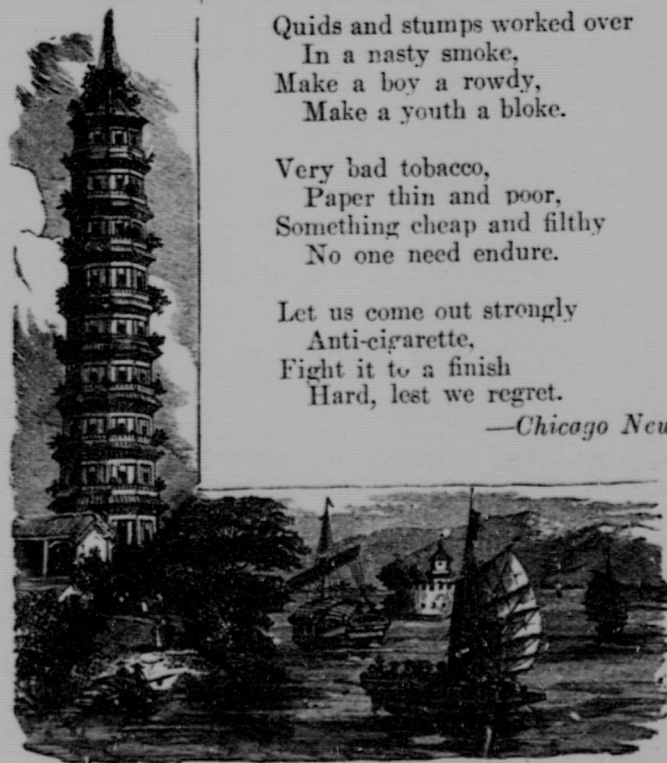 Quids and stumps worked over
In a nasty smoke,
Make a boy a rowdy,
Make a youth a bloke.
Very bad tobacco,
Paper thin and poor,
Something cheap and filthy
No one need endure.
Let us come out strongly
Anti-cigarette,
Fight it to a finish
Hard, lest we regret.
—Chicago New